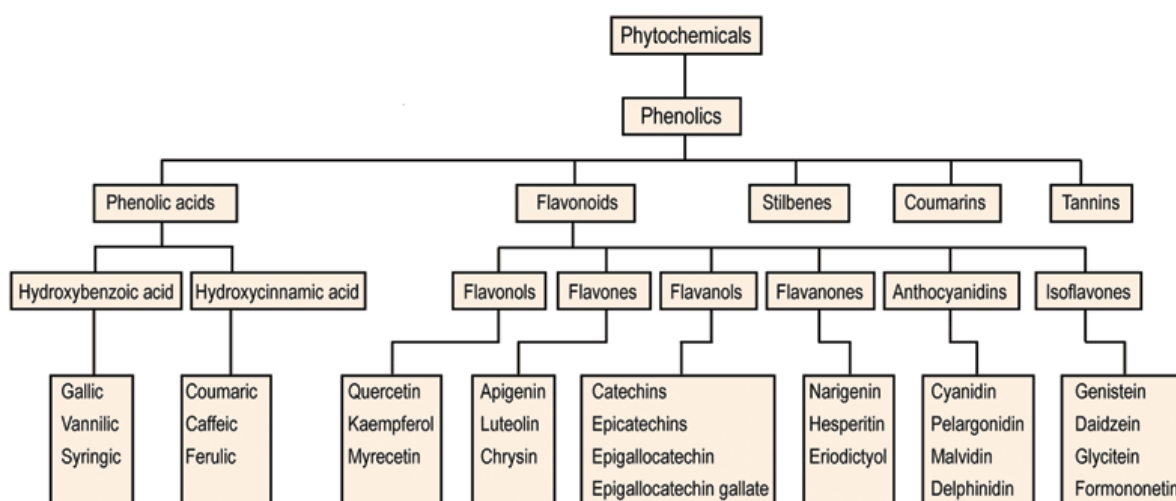 Phytochemicals
Phenolics
Phenolic acids
Flavonoids
Stilbenes
Coumarins
Tannins
Hydroxybenzoic acid
Hydroxycinnamic acid
Flavonols
Flavones
Flavanols
Flavanones
Anthocyanidins
Isoflavones
Gallic
Vannilic
Syringic
Coumaric
Caffeic
Ferulic
Quercetin
Kaempferol
Myrecetin
Apigenin
Luteolin
Chrysin
Catechins
Epicatechins
Epigallocatechin
Epigallocatechin gallate
Narigenin
Hesperitin
Eriodictyol
Cyanidin
Pelargonidin
Malvidin
Delphinidin
Genistein
Daidzein
Glycitein
Formononetin